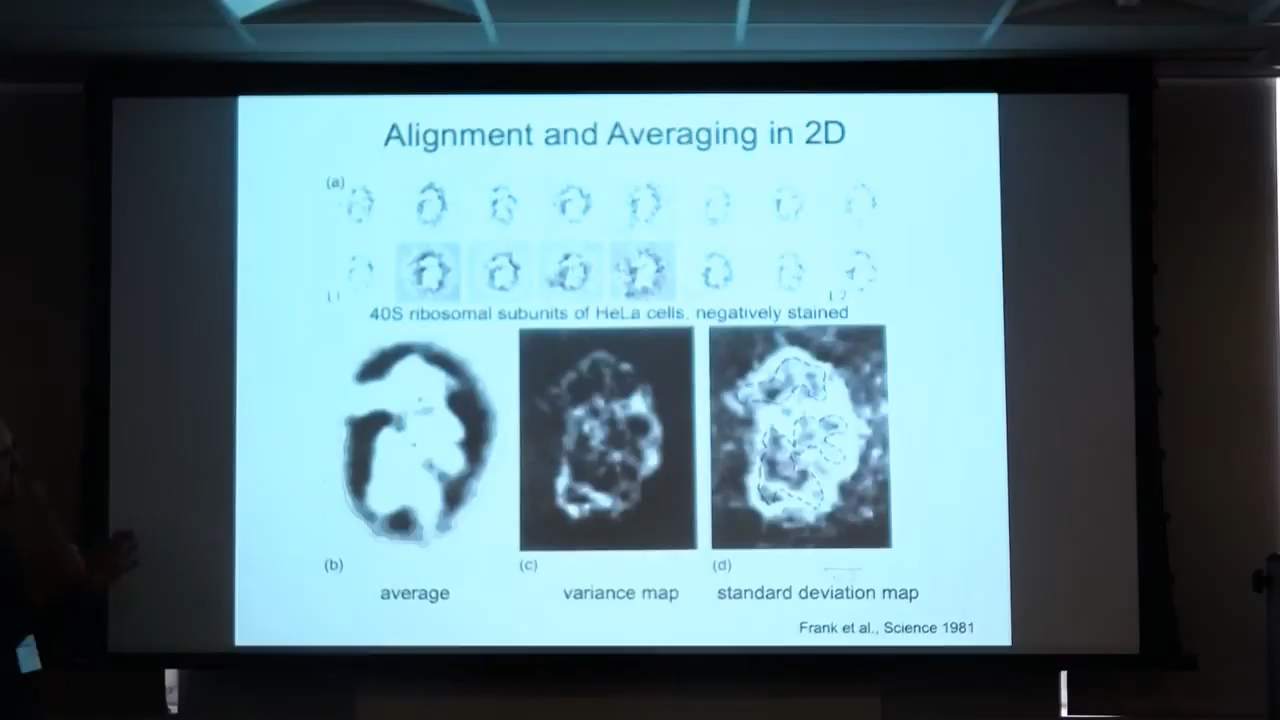 Alignment and Averaging in 2D
(a)
40S ribosomal subunits of HeLa cells, negatively stained
(b)
(c)
(d)
average
variance map
standard deviation map
Frank et al., Science 1981